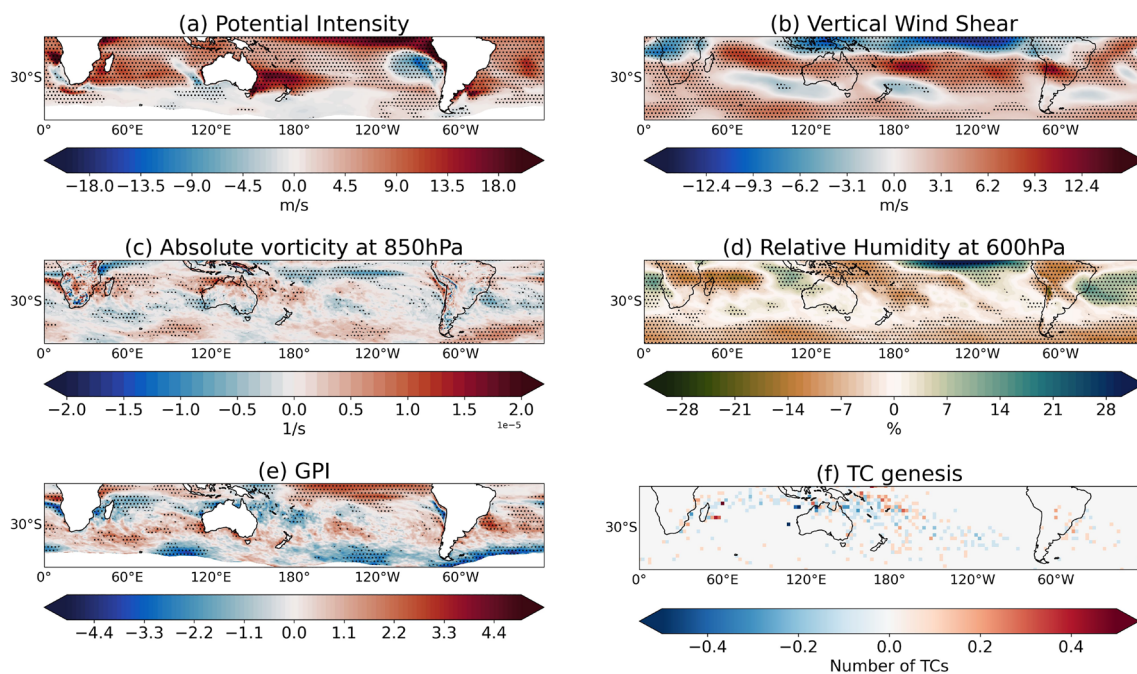 (a) Potential Intensity
30°S
0° 60°E 120°E 180° 120°W 60°W
−18.0 −13.5 −9.0 −4.5 0.0 4.5 9.0 13.5 18.0
m/s
(b) Vertical Wind Shear
30°S
0° 60°E 120°E 180° 120°W 60°W
−12.4 −9.3 −6.2 −3.1 0.0 3.1 6.2 9.3 12.4
m/s
(c) Absolute vorticity at 850hPa
30°S
0° 60°E 120°E 180° 120°W 60°W
−2.0 −1.5 −1.0 −0.5 0.0 0.5 1.0 1.5 2.0
1/s
1e−5
(d) Relative Humidity at 600hPa
30°S
0° 60°E 120°E 180° 120°W 60°W
−28 −21 −14 −7 0 7 14 21 28
%
(e) GPI
30°S
0° 60°E 120°E 180° 120°W 60°W
−4.4 −3.3 −2.2 −1.1 0.0 1.1 2.2 3.3 4.4
(f) TC genesis
30°S
0° 60°E 120°E 180° 120°W 60°W
−0.4 −0.2 0.0 0.2 0.4
Number of TCs